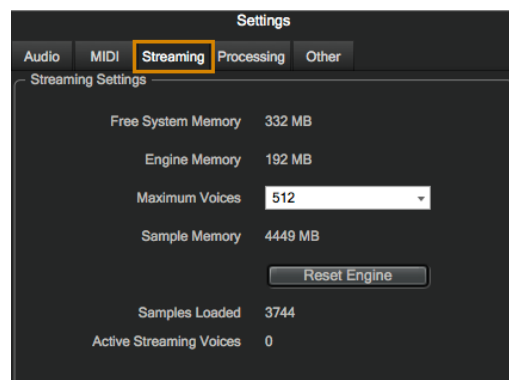 Settings
Audio MIDI Streaming Processing Other
Streaming Settings
Free System Memory 332 MB
Engine Memory 192 MB
Maximum Voices 512
Sample Memory 4449 MB
Reset Engine
Samples Loaded 3744
Active Streaming Voices 0